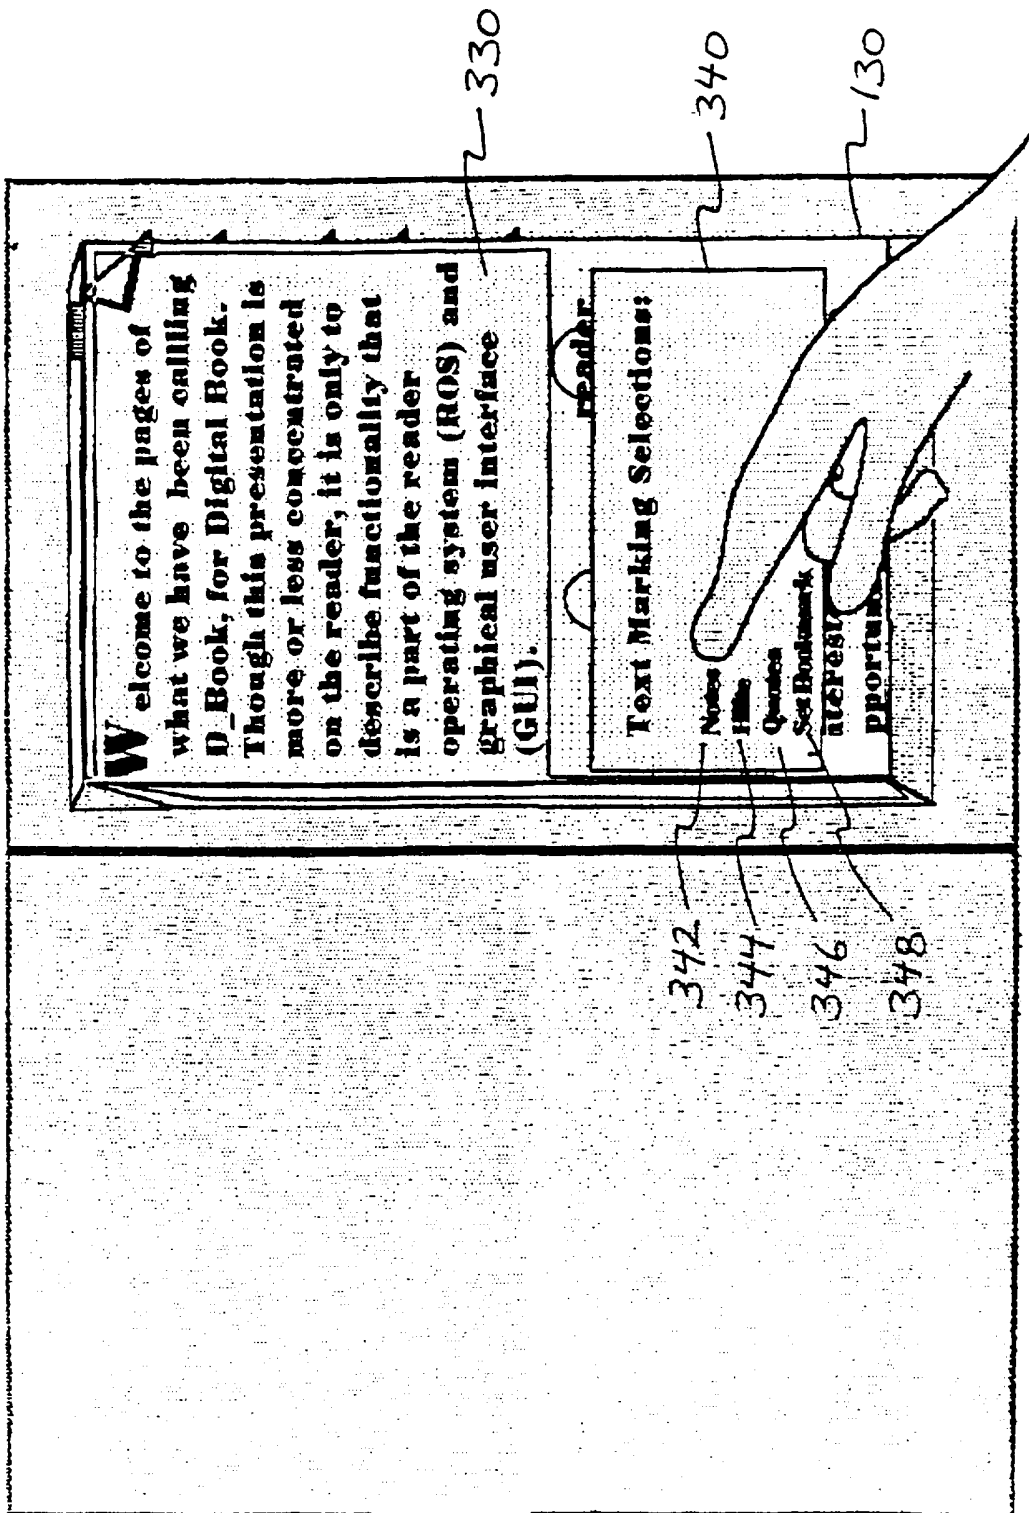 Welcome to the pages of
what we have been callling
D_Book, for Digital Book.
Though this presentation is
more or less concentrated
on the reader, it is only to
describe functionality that
is a part of the reader
operating system (ROS) and
graphical user interface
(GUI).
reader
Text Marking Selections:
Notes
Quotes
Set Bookmark
nterest
pportun
330
340
130
342
344
346
348